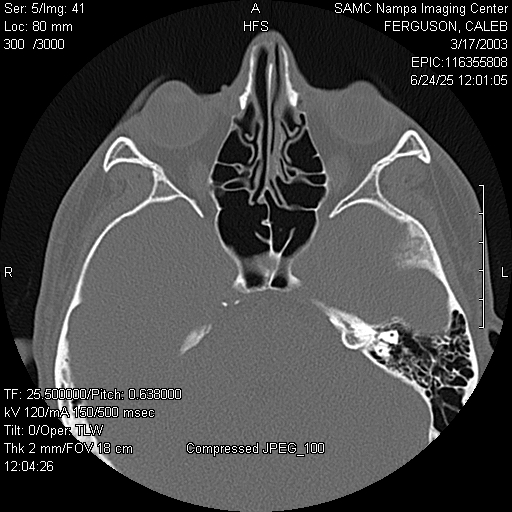 Ser: 5/Img: 41
Loc: 80 mm
300 /3000
A
HFS
SAMC Nampa Imaging Center
FERGUSON, CALEB
3/17/2003
EPIC:116355808
6/24/25 12:01:05
R
L
TF: 25.500000/Pitch: 0.638000
kV 120/mA 150/500 msec
Tilt: 0/Oper: TLW
Thk 2 mm/FOV 18 cm
12:04:26
Compressed JPEG_100